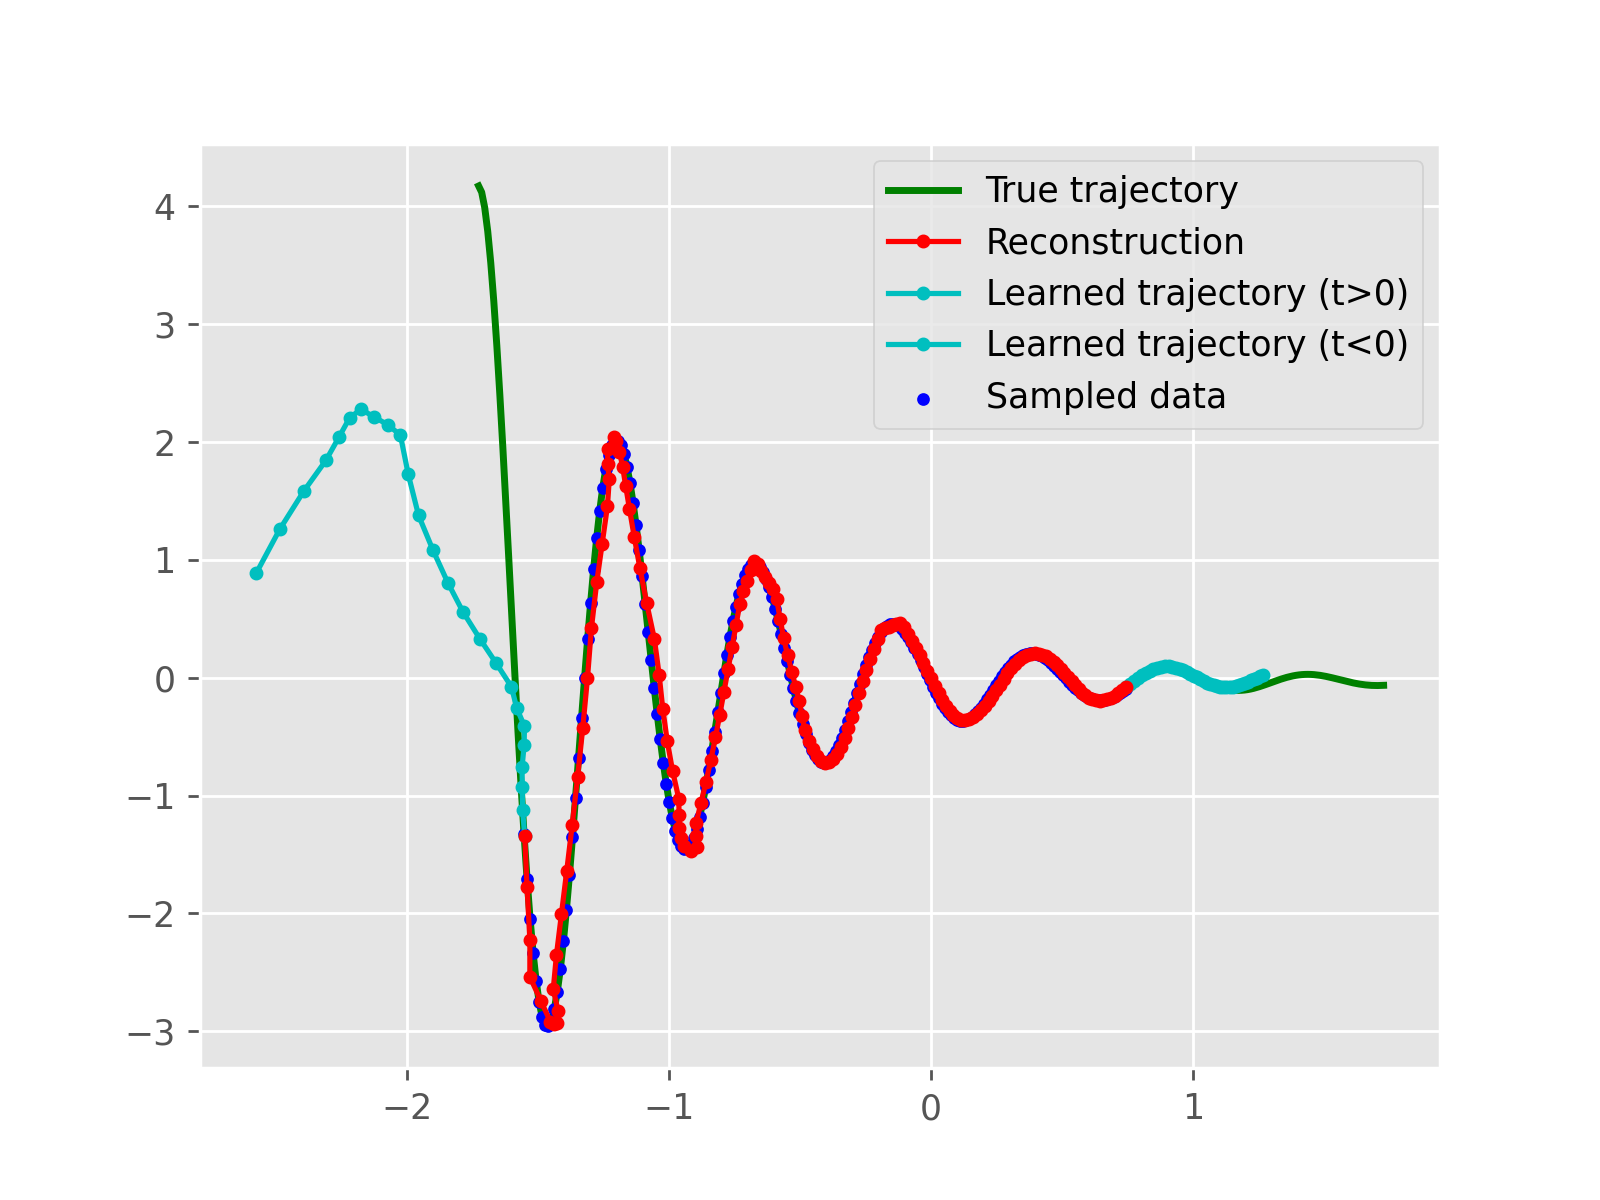 True trajectory
Reconstruction
Learned trajectory (t>0)
Learned trajectory (t<0)
Sampled data
4
3
2
1
0
−1
−2
−3
−2 −1 0 1